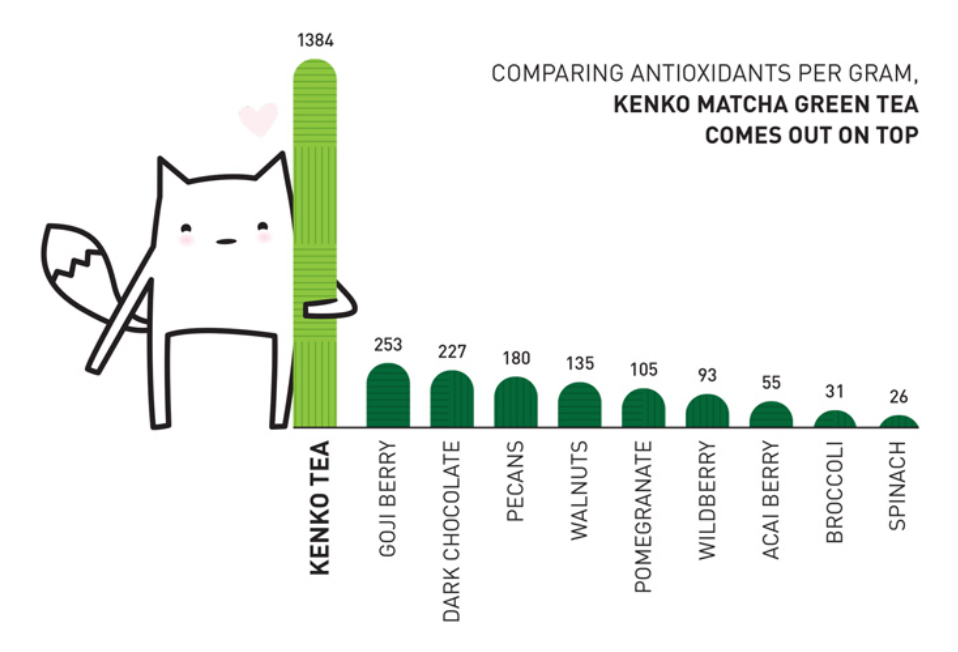 1384
COMPARING ANTIOXIDANTS PER GRAM,
KENKO MATCHA GREEN TEA
COMES OUT ON TOP
253
227
180
135
105
93
55
31
26
KENKO TEA
GOJI BERRY
DARK CHOCOLATE
PECANS
WALNUTS
POMEGRANATE
WILDBERRY
ACAI BERRY
BROCCOLI
SPINACH